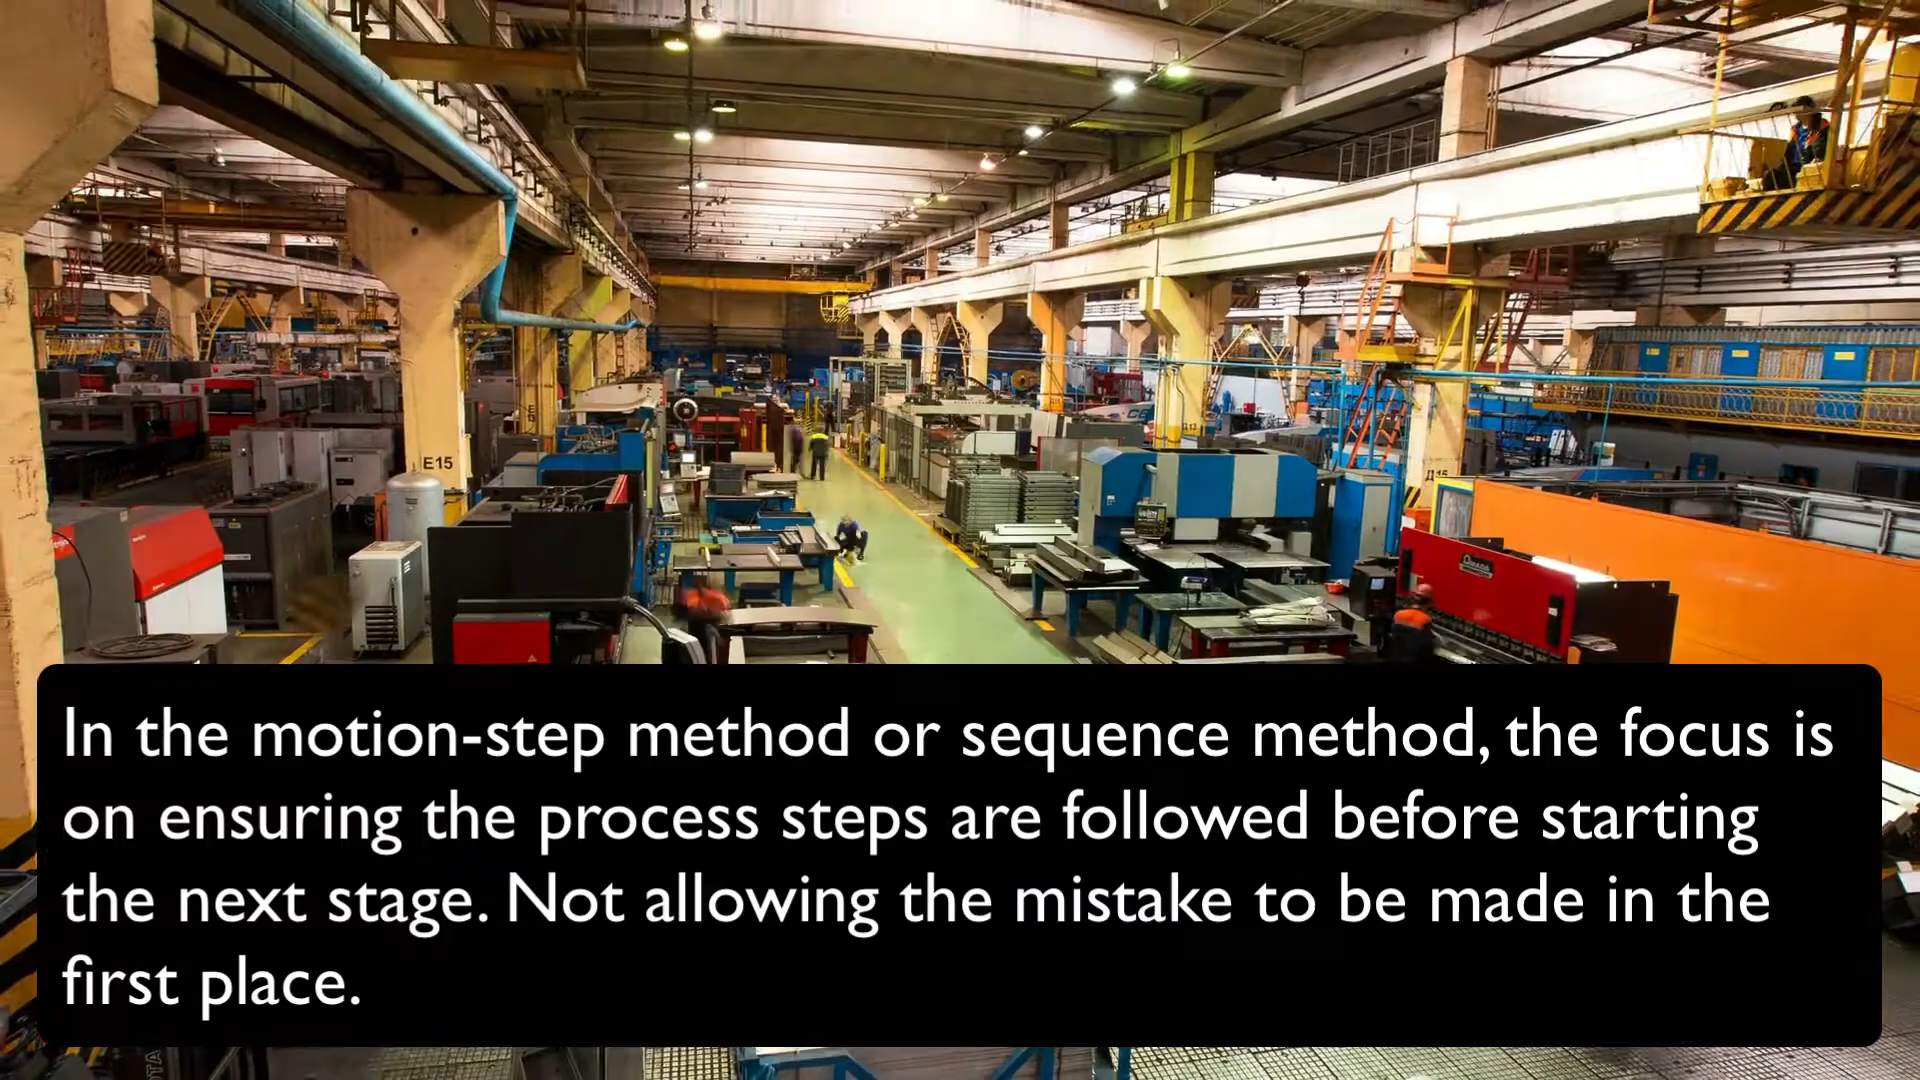 E15
Д15
In the motion-step method or sequence method, the focus is
on ensuring the process steps are followed before starting
the next stage. Not allowing the mistake to be made in the
first place.